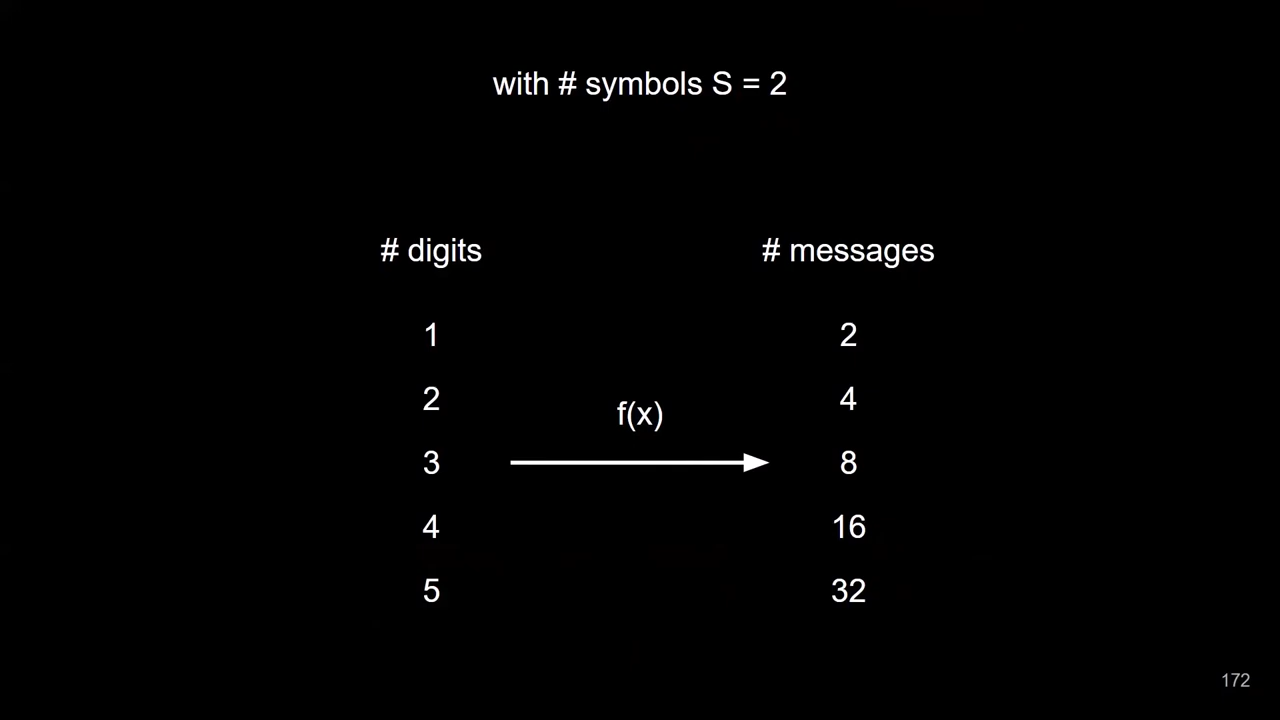 with # symbols S = 2
# digits # messages
1 2
2 4
f(x)
3 8
4 16
5 32
172